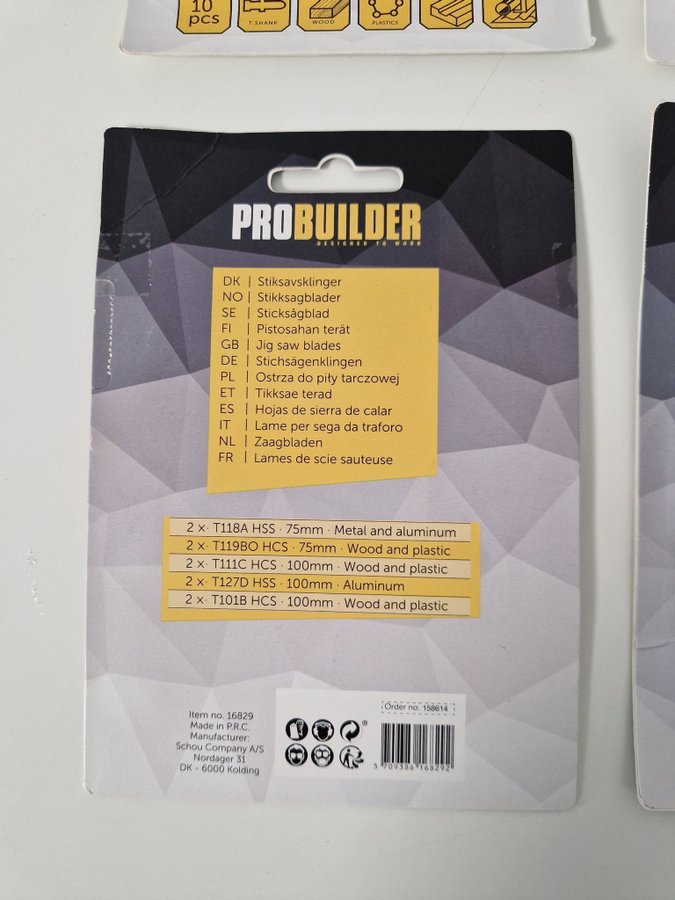 10
pcs
T.SHANK
WOOD
PLASTICS
PROBUILDER
DESIGNED TO WORK
DK | Stiksavsklinger
NO | Stikksagblader
SE | Sticksågblad
FI | Pistosahan terät
GB | Jig saw blades
DE | Stichsägenklingen
PL | Ostrza do piły tarczowej
ET | Tikksae terad
ES | Hojas de sierra de calar
IT | Lame per sega da traforo
NL | Zaagbladen
FR | Lames de scie sauteuse
2 x· T118A HSS · 75mm · Metal and aluminum
2 x· T119BO HCS · 75mm · Wood and plastic
2 x· T111C HCS · 100mm · Wood and plastic
2 x· T127D HSS · 100mm · Aluminum
2 x· T101B HCS · 100mm · Wood and plastic
Item no. 16829
Made in P.R.C.
Manufacturer:
Schou Company A/S
Nordager 31
DK - 6000 Kolding
Order no. 158614
5 709386 168292